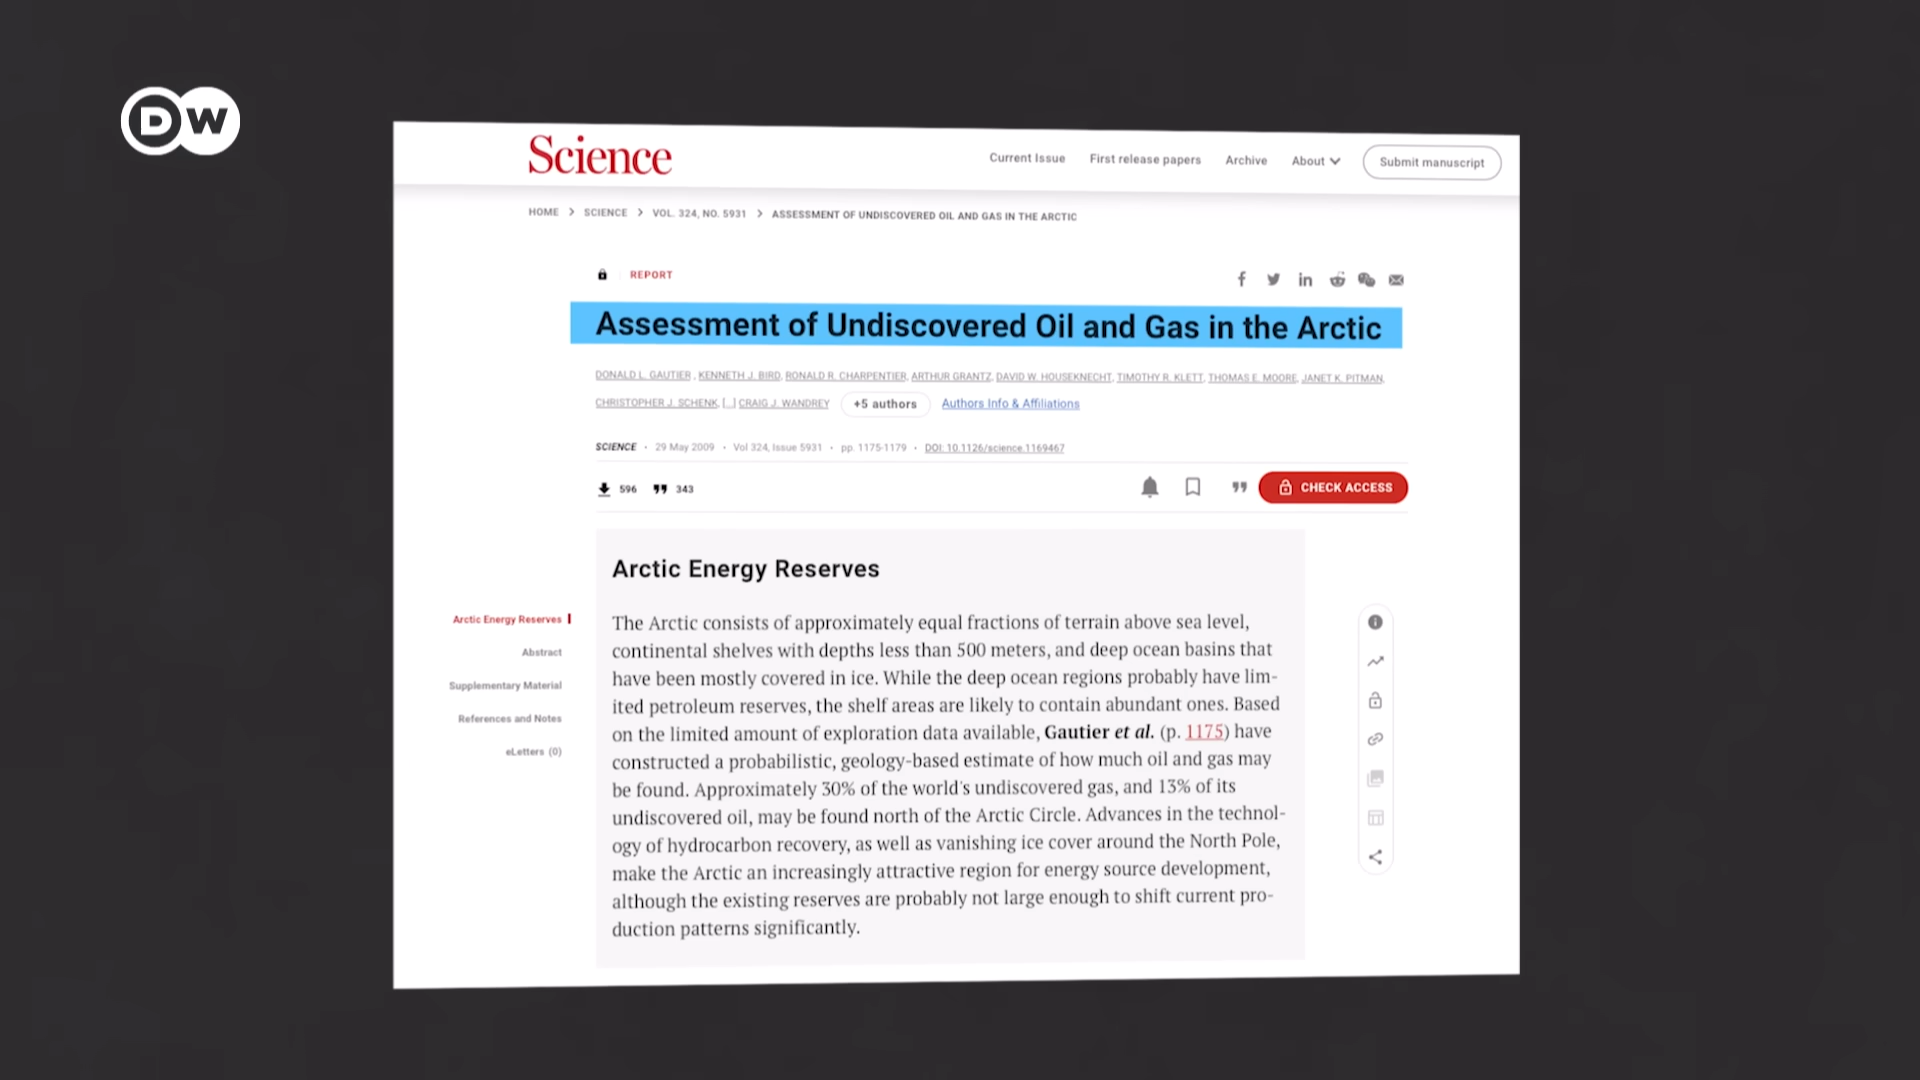 DW
Science
Current Issue First release papers Archive About Submit manuscript
HOME > SCIENCE > VOL. 324, NO. 5931 > ASSESSMENT OF UNDISCOVERED OIL AND GAS IN THE ARCTIC
REPORT
Assessment of Undiscovered Oil and Gas in the Arctic
DONALD L. GAUTIER, KENNETH J. BIRD, RONALD R. CHARPENTIER, ARTHUR GRANTZ, DAVID W. HOUSEKNECHT, TIMOTHY R. KLETT, THOMAS E. MOORE, JANET K. PITMAN,
CHRISTOPHER J. SCHENK, [...] CRAIG J. WANDREY +5 authors Authors Info & Affiliations
SCIENCE · 29 May 2009 · Vol 324, Issue 5931 · pp. 1175-1179 · DOI: 10.1126/science.1169467
596 343
CHECK ACCESS
Arctic Energy Reserves
Arctic Energy Reserves
Abstract
Supplementary Material
References and Notes
eLetters (0)
The Arctic consists of approximately equal fractions of terrain above sea level,
continental shelves with depths less than 500 meters, and deep ocean basins that
have been mostly covered in ice. While the deep ocean regions probably have lim-
ited petroleum reserves, the shelf areas are likely to contain abundant ones. Based
on the limited amount of exploration data available, Gautier et al. (p. 1175) have
constructed a probabilistic, geology-based estimate of how much oil and gas may
be found. Approximately 30% of the world's undiscovered gas, and 13% of its
undiscovered oil, may be found north of the Arctic Circle. Advances in the technol-
ogy of hydrocarbon recovery, as well as vanishing ice cover around the North Pole,
make the Arctic an increasingly attractive region for energy source development,
although the existing reserves are probably not large enough to shift current pro-
duction patterns significantly.